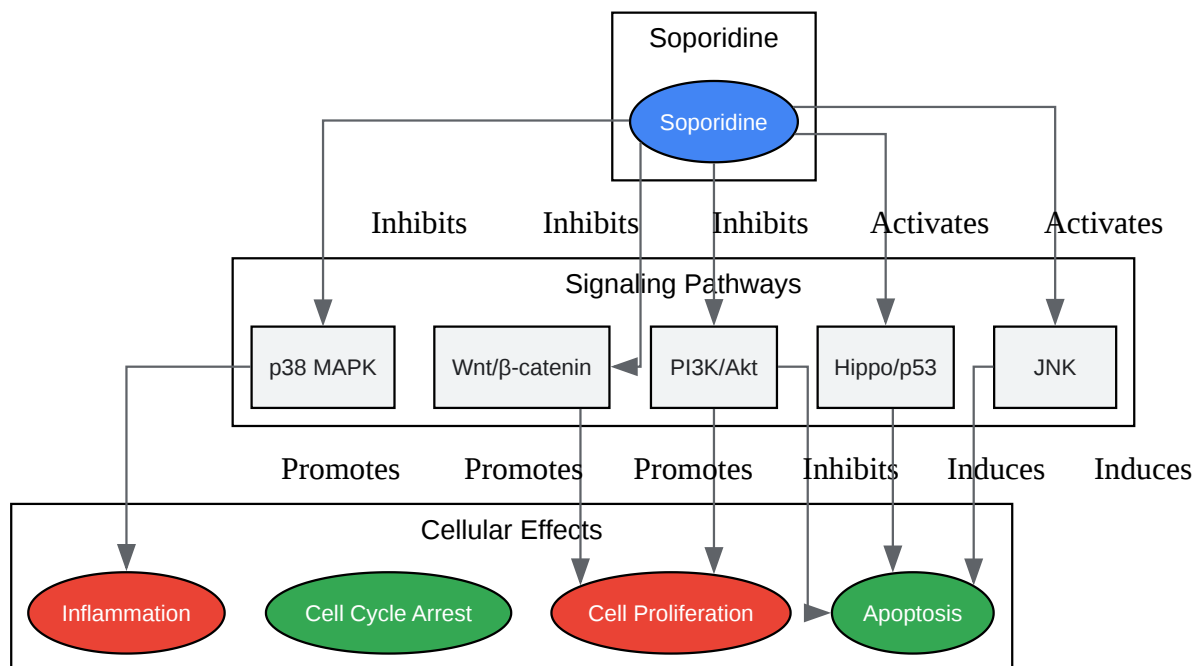 Soporidine
Soporidine
Inhibits
Inhibits
Inhibits
Activates
Activates
Signaling Pathways
p38 MAPK
Wnt/β-catenin
PI3K/Akt
Hippo/p53
JNK
Promotes
Promotes
Promotes
Inhibits
Induces
Induces
Cellular Effects
Inflammation
Cell Cycle Arrest
Cell Proliferation
Apoptosis